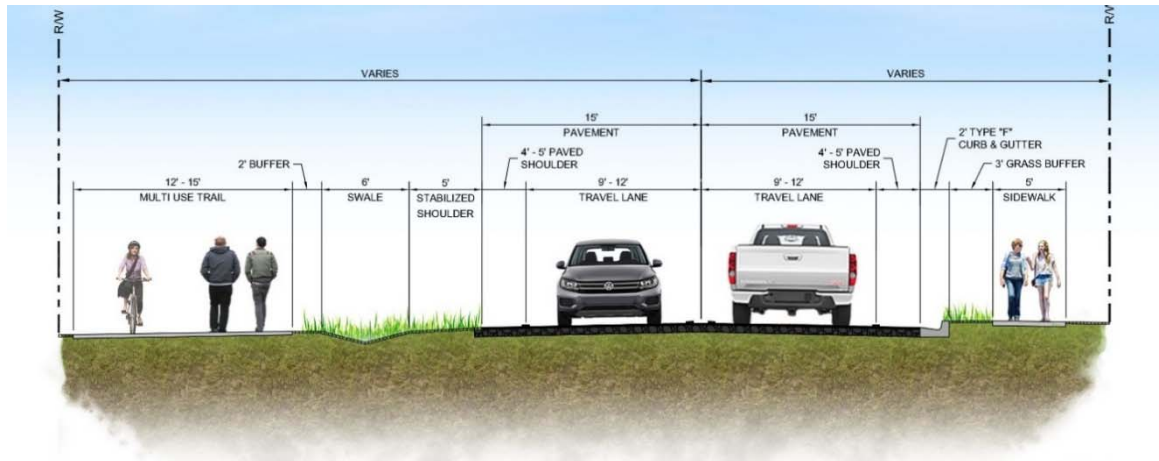 R/W
R/W
VARIES
VARIES
15'
PAVEMENT
15'
PAVEMENT
2' TYPE "F"
CURB & GUTTER
4' - 5' PAVED
SHOULDER
4' - 5' PAVED
SHOULDER
2' BUFFER
3' GRASS BUFFER
12' - 15'
MULTI USE TRAIL
6'
SWALE
5'
STABILIZED
SHOULDER
9' - 12'
TRAVEL LANE
9' - 12'
TRAVEL LANE
5'
SIDEWALK